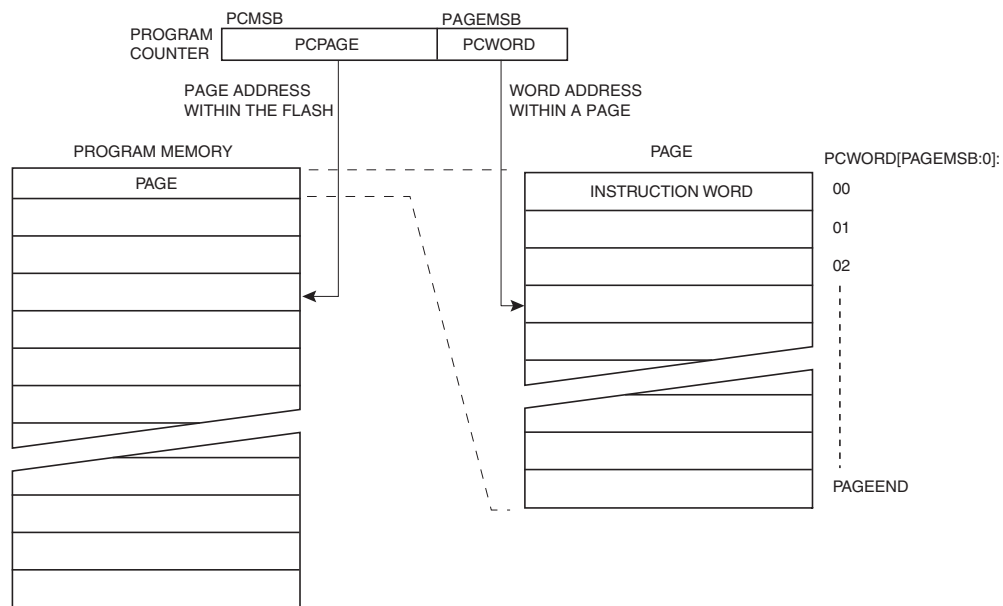 PCMSB
PAGEMSB
PROGRAM
COUNTER
PCPAGE
PCWORD
PAGE ADDRESS
WITHIN THE FLASH
WORD ADDRESS
WITHIN A PAGE
PROGRAM MEMORY
PAGE
PAGE
PCWORD[PAGEMSB:0]:
INSTRUCTION WORD
00
01
02
PAGEEND